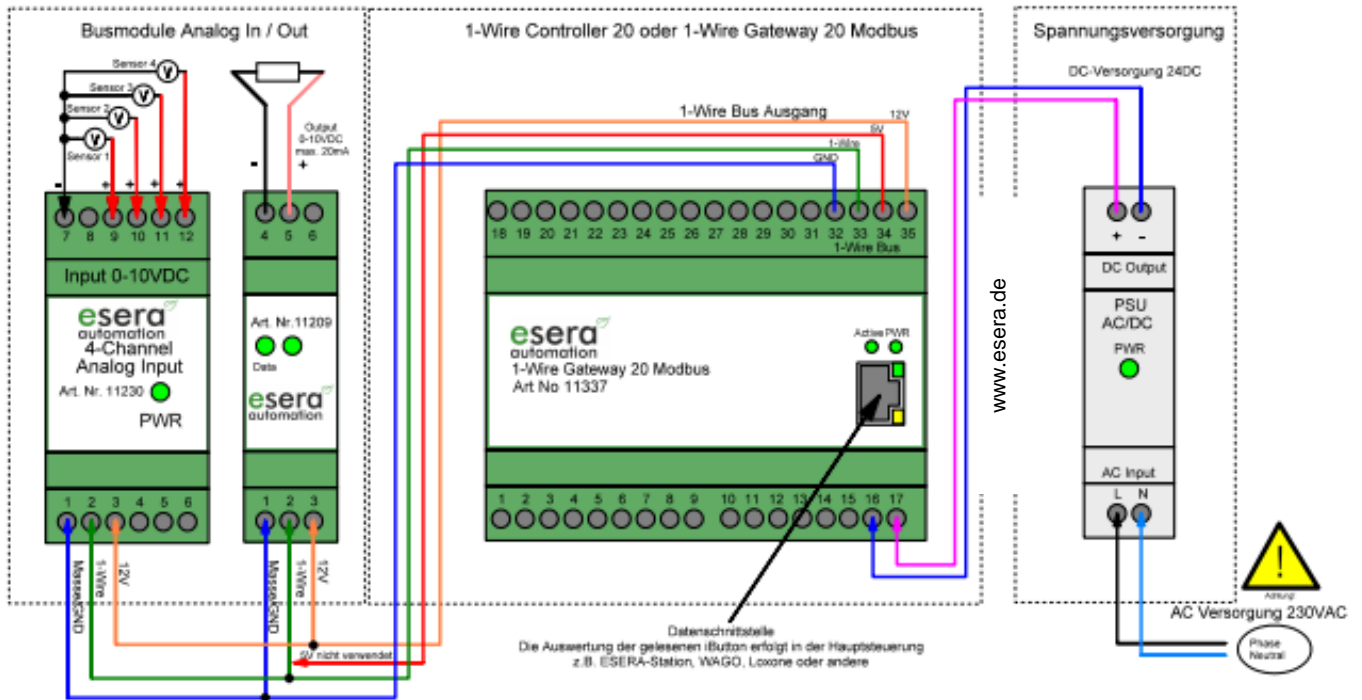 Busmodule Analog In / Out
Sensor 4
Sensor 3
Sensor 2
Sensor 1
- + + + +
7 8 9 10 11 12
Input 0-10VDC
esera
automation
4-Channel
Analog Input
Art. Nr. 11230
PWR
1 2 3 4 5 6
Masse/GND
1-Wire
12V
Output
0-10VDC
max. 20mA
- +
4 5 6
Art. Nr.11209
Data
esera
automation
1 2 3
Masse/GND
1-Wire
12V
5V nicht verwendet
1-Wire Controller 20 oder 1-Wire Gateway 20 Modbus
1-Wire Bus Ausgang
12V
5V
1-Wire
GND
18 19 20 21 22 23 24 25 26 27 28 29 30 31 32 33 34 35
1-Wire Bus
esera
automation
1-Wire Gateway 20 Modbus
Art No 11337
Active PWR
1 2 3 4 5 6 7 8 9 10 11 12 13 14 15 16 17
Datenschnittstelle
Die Auswertung der gelesenen iButton erfolgt in der Hauptsteuerung
z.B. ESERA-Station, WAGO, Loxone oder andere
www.esera.de
Spannungsversorgung
DC-Versorgung 24DC
+ -
DC Output
PSU
AC/DC
PWR
AC Input
L N
!
Achtung!
AC Versorgung 230VAC
Phase
Neutral